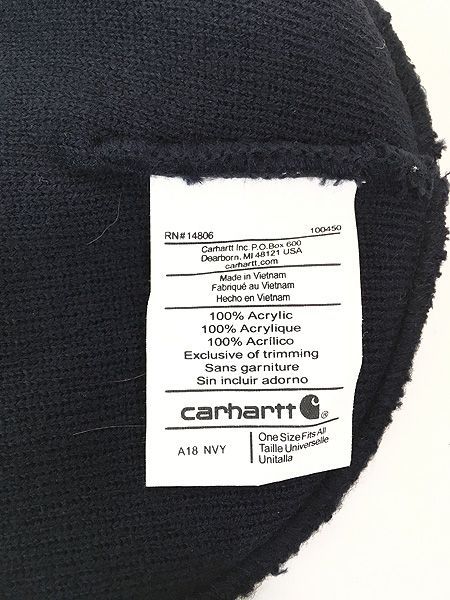 RN#14806 100450
Carhartt Inc P.O.Box 600
Dearborn, MI 48121 USA
carhartt.com
Made in Vietnam
Fabriqué au Vietnam
Hecho en Vietnam
100% Acrylic
100% Acrylique
100% Acrílico
Exclusive of trimming
Sans garniture
Sin incluir adorno
carhartt ®
A18 NVY
One Size Fits All
Taille Universelle
Unitalla